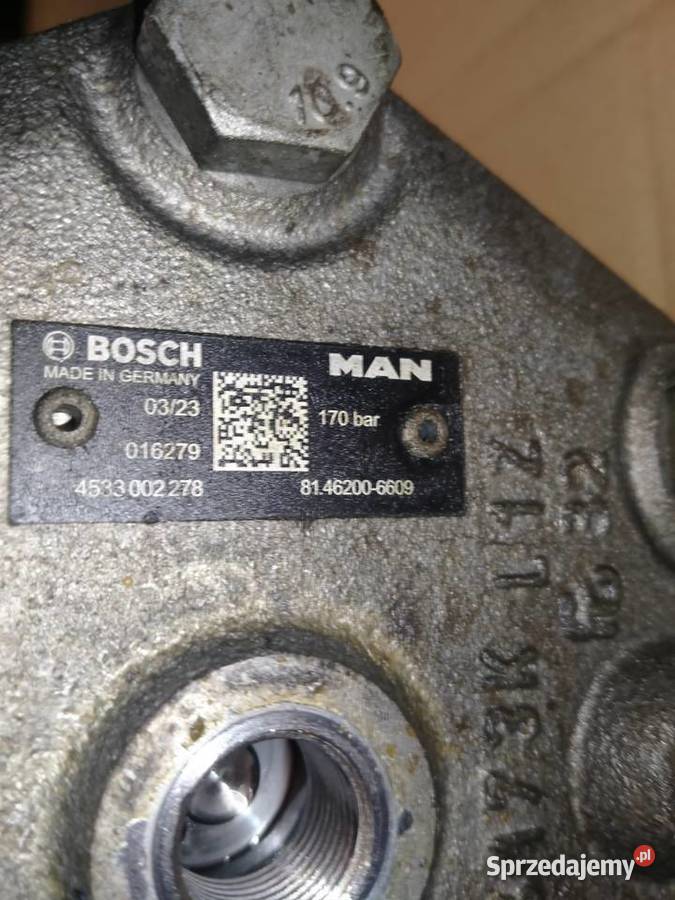 10.9
BOSCH
MADE IN GERMANY
MAN
03/23
170 bar
016279
4533 002 278
81.46200-6609
Sprzedajemy.pl